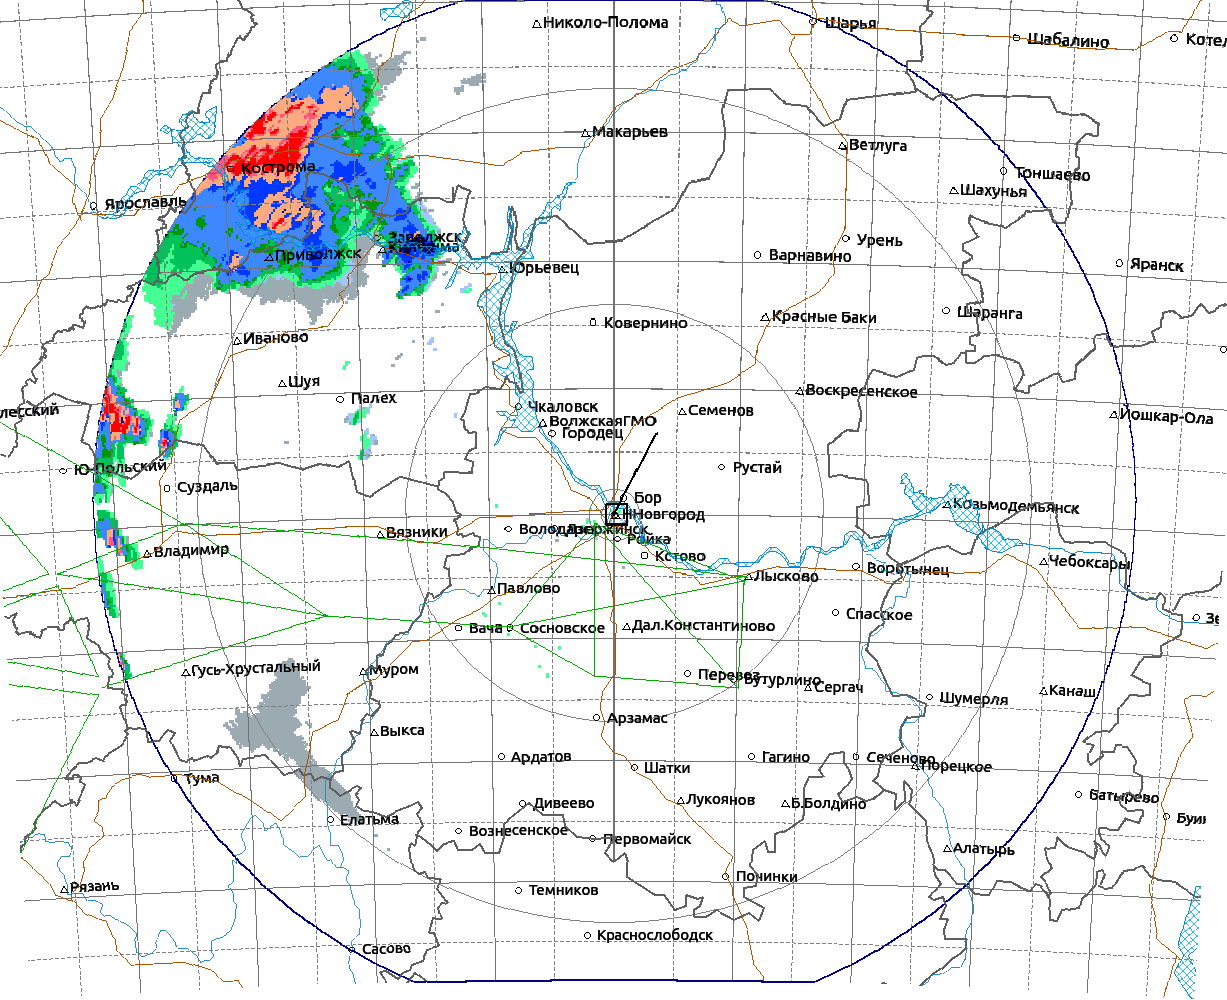 Николо-Полома
Шарья
Шабалино
Котел
Макарьев
Ветлуга
Кострома
Тоншаево
Шахунья
Ярославль
Заволжск
Урень
Приволжск
Варнавино
Юрьевец
Яранск
Красные Баки
Шаранга
Ковернино
Иваново
Шуя
Палех
Воскресенское
лесский
Чкаловск
Семенов
Йошкар-Ола
ВолжскаяГМО
Городец
Ю-Польский
Рустай
Суздаль
Бор
Козьмодемьянск
Новгород
Вязники
Дзержинск
Ройка
Владимир
Кстово
Чебоксары
Воротынец
Лысково
Павлово
Спасское
Зе
Вача
Сосновское
Дал.Константиново
Гусь-Хрустальный
Муром
Перевоз
Бутурлино
Сергач
Канаш
Шумерля
Арзамас
Выкса
Ардатов
Гагино
Сеченово
Порецкое
Шатки
Тума
Лукоянов
Б.Болдино
Батырево
Дивеево
Елатьма
Буин
Вознесенское
Первомайск
Алатырь
Починки
Рязань
Темников
Краснослободск
Сасово